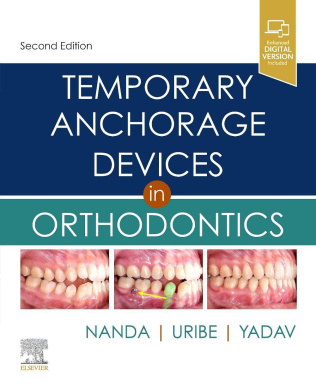 Second Edition
Enhanced
DIGITAL
VERSION
Included
TEMPORARY
ANCHORAGE
DEVICES
in
ORTHODONTICS
NANDA | URIBE | YADAV
ELSEVIER